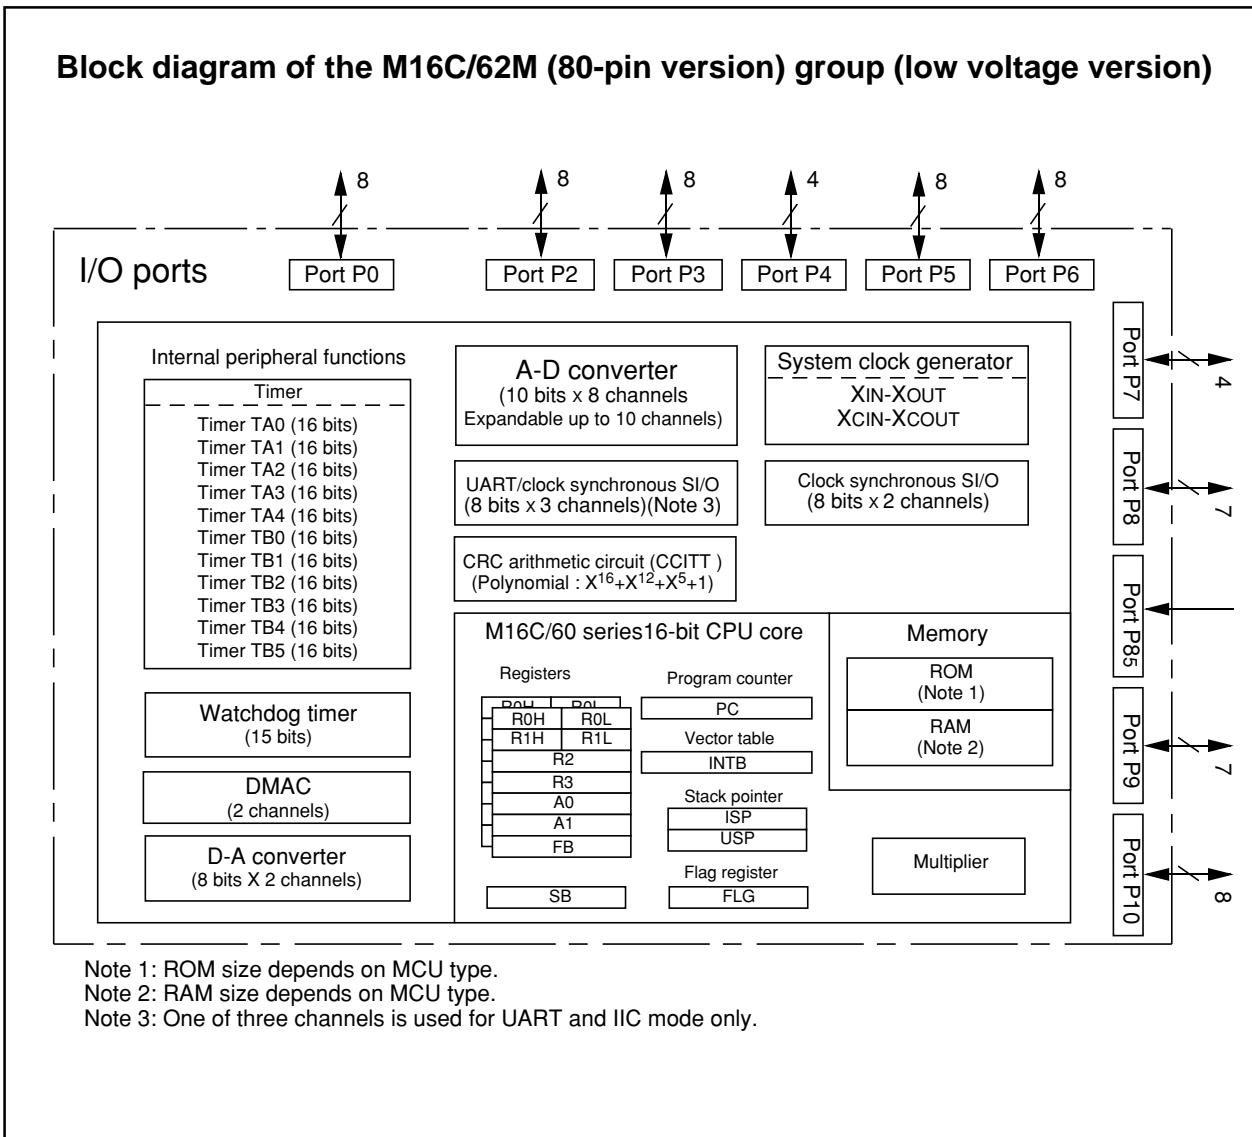 Block diagram of the M16C/62M (80-pin version) group (low voltage version)
8 8 8 4 8 8
I/O ports
Port P0 Port P2 Port P3 Port P4 Port P5 Port P6
Internal peripheral functions
Timer
Timer TA0 (16 bits)
Timer TA1 (16 bits)
Timer TA2 (16 bits)
Timer TA3 (16 bits)
Timer TA4 (16 bits)
Timer TB0 (16 bits)
Timer TB1 (16 bits)
Timer TB2 (16 bits)
Timer TB3 (16 bits)
Timer TB4 (16 bits)
Timer TB5 (16 bits)
Watchdog timer
(15 bits)
DMAC
(2 channels)
D-A converter
(8 bits X 2 channels)
A-D converter
(10 bits x 8 channels
Expandable up to 10 channels)
UART/clock synchronous SI/O
(8 bits x 3 channels)(Note 3)
CRC arithmetic circuit (CCITT )
(Polynomial : X16+X12+X5+1)
System clock generator
XIN-XOUT
XCIN-XCOUT
Clock synchronous SI/O
(8 bits x 2 channels)
M16C/60 series16-bit CPU core
Registers
R0H R0L
R0H R0L
R1H R1L
R2
R3
A0
A1
FB
SB
Program counter
PC
Vector table
INTB
Stack pointer
ISP
USP
Flag register
FLG
Memory
ROM
(Note 1)
RAM
(Note 2)
Multiplier
Port P7
4
Port P8
7
Port P85
Port P9
7
Port P10
8
Note 1: ROM size depends on MCU type.
Note 2: RAM size depends on MCU type.
Note 3: One of three channels is used for UART and IIC mode only.